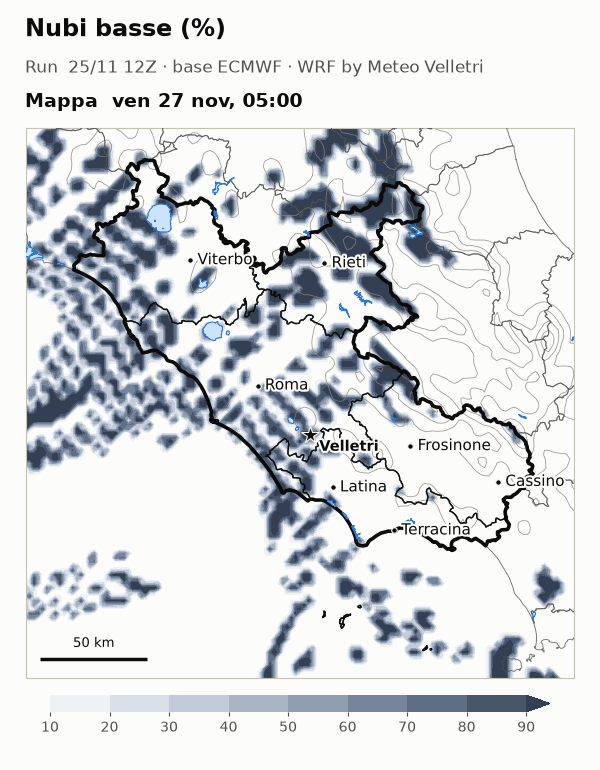 Nubi basse (%)
Run 25/11 12Z · base ECMWF · WRF by Meteo Velletri
Mappa ven 27 nov, 05:00
Viterbo
Rieti
Roma
Velletri
Frosinone
Latina
Cassino
Terracina
50 km
10 20 30 40 50 60 70 80 90